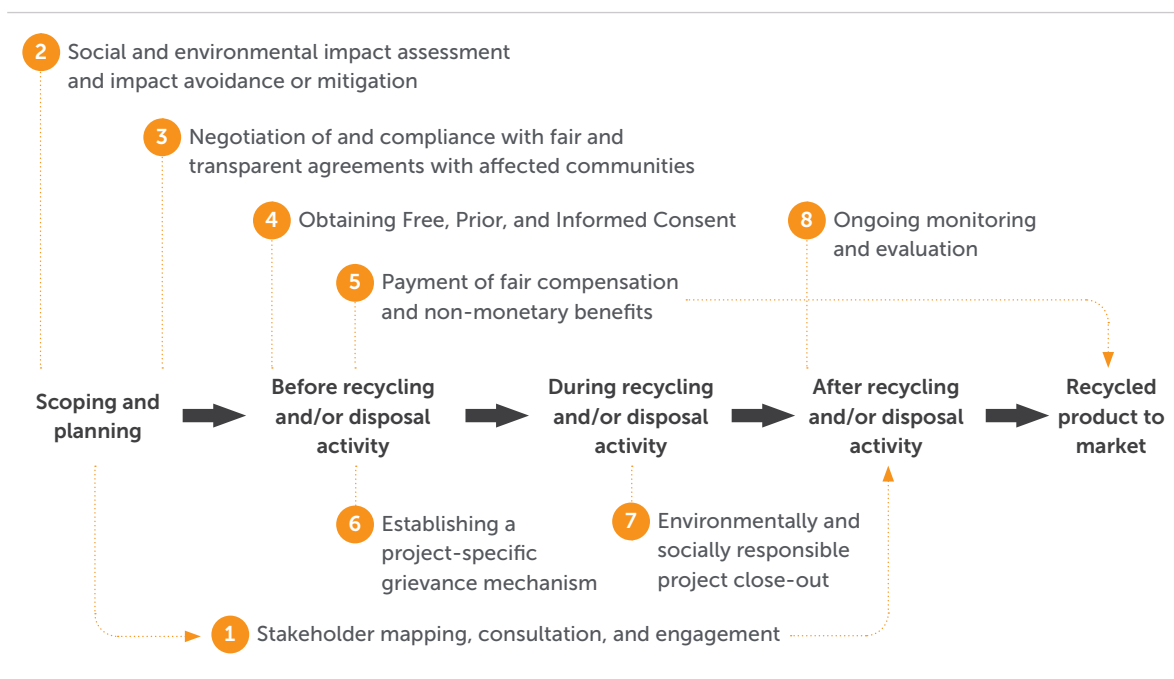 2 Social and environmental impact assessment
and impact avoidance or mitigation
3 Negotiation of and compliance with fair and
transparent agreements with affected communities
4 Obtaining Free, Prior, and Informed Consent
8 Ongoing monitoring
and evaluation
5 Payment of fair compensation
and non-monetary benefits
Scoping and
planning
Before recycling
and/or disposal
activity
During recycling
and/or disposal
activity
After recycling
and/or disposal
activity
Recycled
product to
market
6 Establishing a
project-specific
grievance mechanism
7 Environmentally and
socially responsible
project close-out
1 Stakeholder mapping, consultation, and engagement